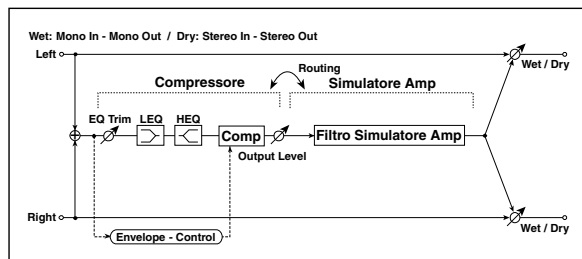 Wet: Mono In - Mono Out / Dry: Stereo In - Stereo Out
Left
Wet / Dry
Routing
Compressore
Simulatore Amp
EQ Trim
LEQ
HEQ
Comp
Filtro Simulatore Amp
Output Level
Right
Wet / Dry
Envelope - Control